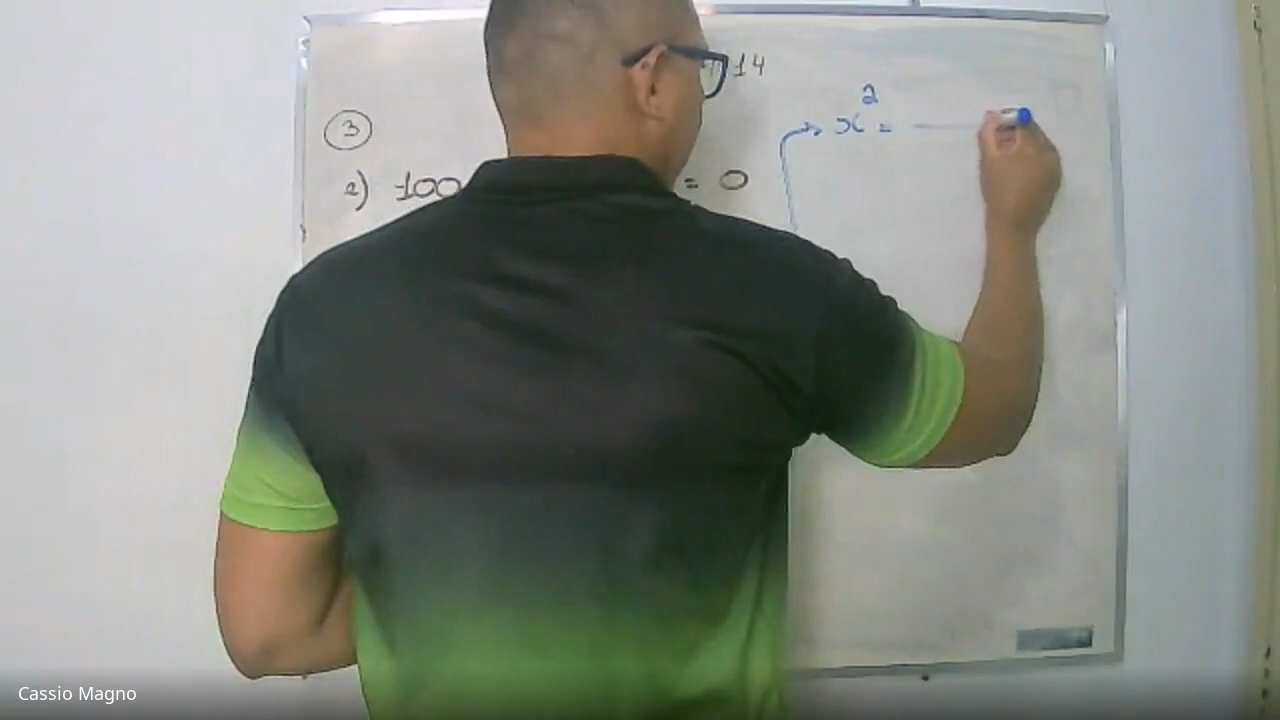 14
3
x² =
a) -100 = 0
Cassio Magno